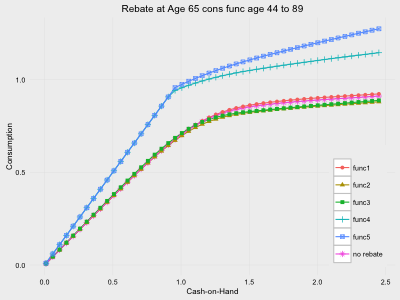 Rebate at Age 65 cons func age 44 to 89
Consumption
1.0
0.5
0.0
0.0
0.5
1.0
1.5
2.0
2.5
Cash-on-Hand
func1
func2
func3
func4
func5
no rebate